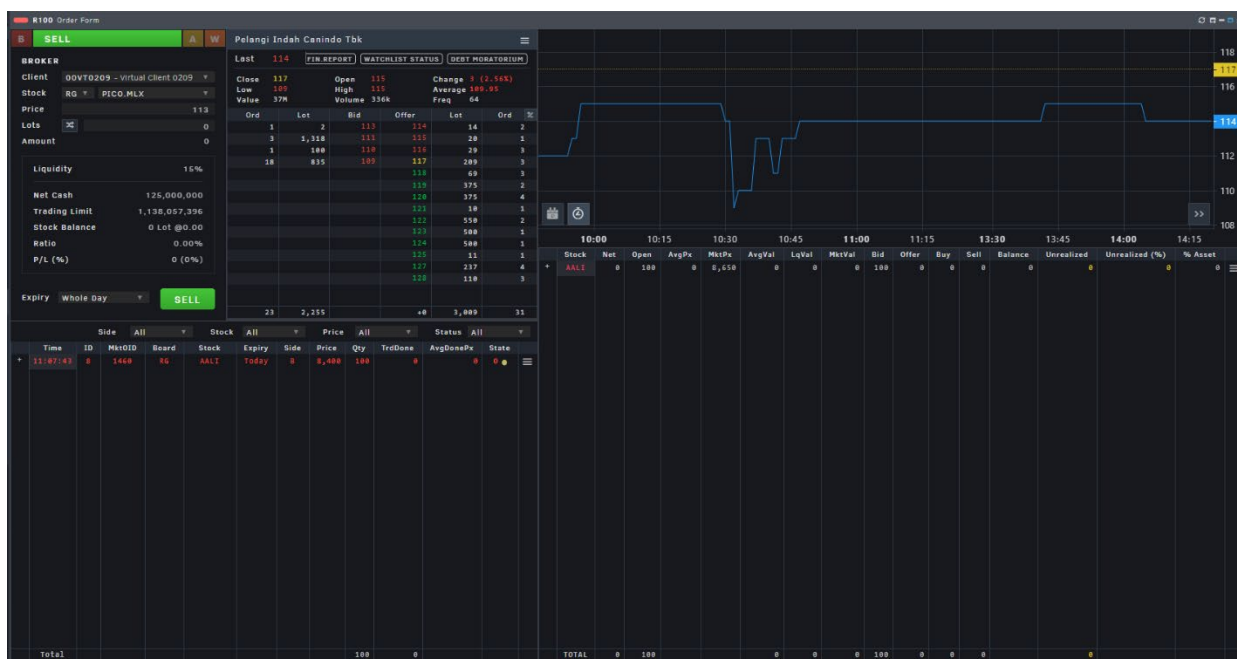 R100 Order Form
B SELL A W
BROKER
Client 00VT0209 - Virtual Client 0209
Stock RG PICO.MLX
Price 113
Lots 0
Amount 0
Liquidity 15%
Net Cash 125,000,000
Trading Limit 1,138,057,396
Stock Balance 0 Lot @0.00
Ratio 0.00%
P/L (%) 0 (0%)
Expiry Whole Day SELL
Pelangi Indah Canindo Tbk
Last 114 FIN.REPORT WATCHLIST STATUS DEBT MORATORIUM
Close 117 Open 115 Change 3 (2.56%)
Low 109 High 115 Average
Value 37M Volume 336k Freq 64
Ord Lot Bid Offer Lot Ord
1 2 113 114 14 2
3 1,318 111 115 20 1
1 100 110 116 29 3
18 835 109 117 209 3
118 69 3
119 375 2
120 375 4
121 10 1
122 550 2
123 500 1
124 500 1
125 11 1
127 237 4
128 110 3
23 2,255 +0 3,009 31
118
117
116
114
112
110
108
>>
10:00 10:15 10:30 10:45 11:00 11:15 13:30 13:45 14:00 14:15
Side All Stock All Price All Status All
Time ID MktOID Board Stock Expiry Side Price Qty TrdDone AvgDonePx State
+ 11:07:43 8 1460 RG AALI Today B 8,400 100 0 0 O
Total 100 0
Stock Net Open AvgPx MktPx AvgVal LqVal MktVal Bid Offer Buy Sell Balance Unrealized Unrealized (%) % Asset
+ AALI 0 100 0 8,650 0 0 0 100 0 0 0 0 0 0 0
TOTAL 0 100 0 0 0 100 0 0 0 0